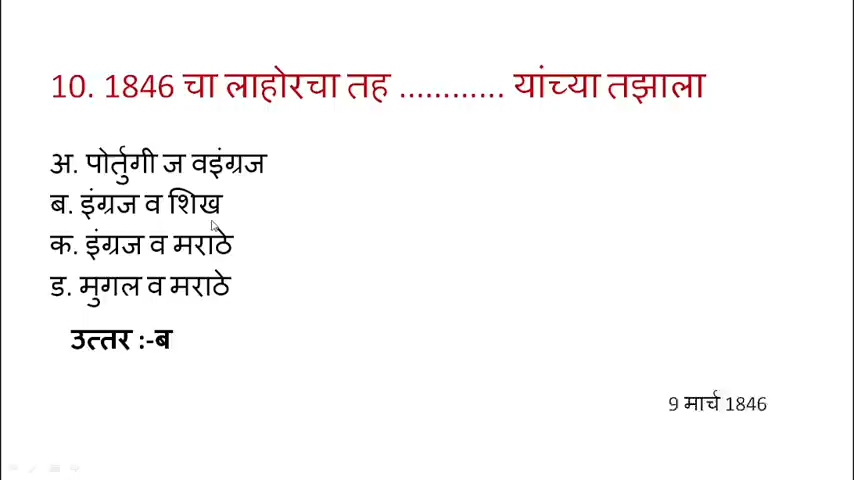 10. 1846 चा लाहोरचा तह ............ यांच्या तझाला
अ. पोर्तुगी ज वइंग्रज
ब. इंग्रज व शिख
क. इंग्रज व मराठे
ड. मुगल व मराठे
उत्तर :-ब
9 मार्च 1846